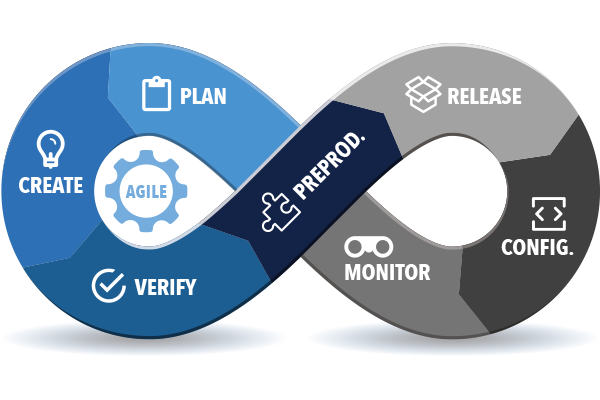 PLAN
CREATE
AGILE
VERIFY
PREPROD.
RELEASE
CONFIG.
MONITOR